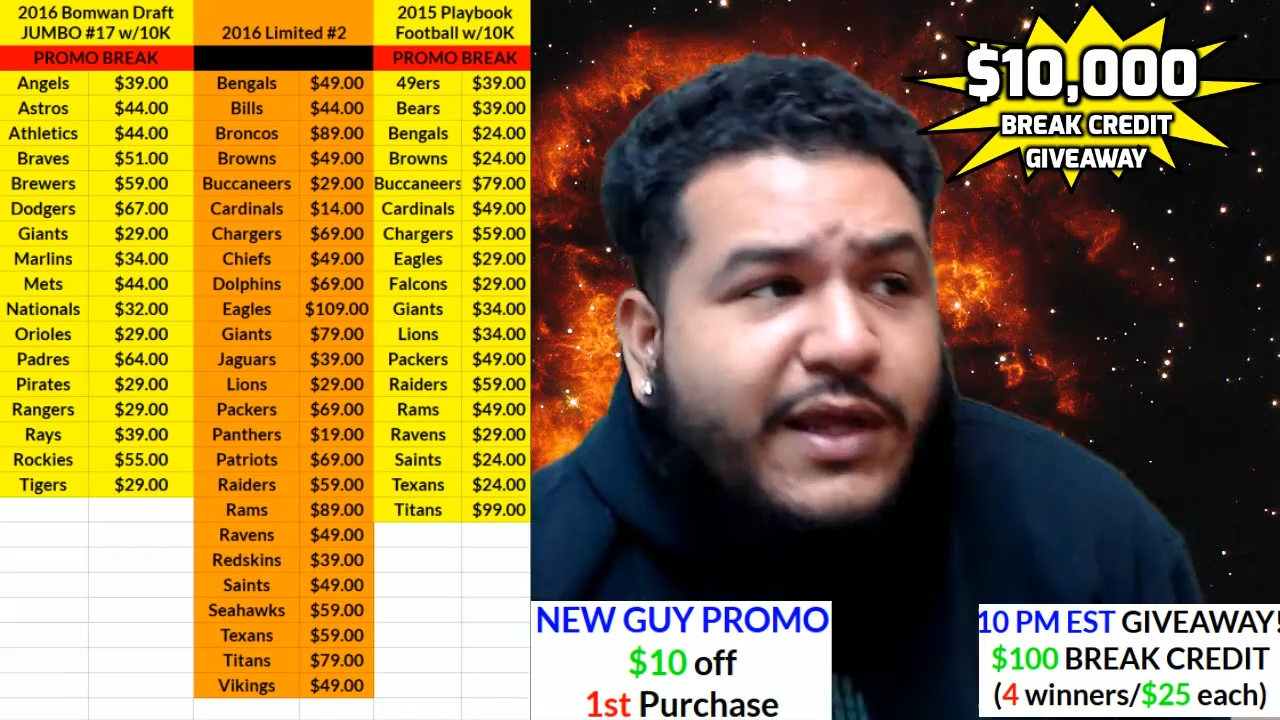 2016 Bomwan Draft
JUMBO #17 w/10K
PROMO BREAK
Angels $39.00
Astros $44.00
Athletics $44.00
Braves $51.00
Brewers $59.00
Dodgers $67.00
Giants $29.00
Marlins $34.00
Mets $44.00
Nationals $32.00
Orioles $29.00
Padres $64.00
Pirates $29.00
Rangers $29.00
Rays $39.00
Rockies $55.00
Tigers $29.00
2016 Limited #2
Bengals $49.00
Bills $44.00
Broncos $89.00
Browns $49.00
Buccaneers $29.00
Cardinals $14.00
Chargers $69.00
Chiefs $49.00
Dolphins $69.00
Eagles $109.00
Giants $79.00
Jaguars $39.00
Lions $29.00
Packers $69.00
Panthers $19.00
Patriots $69.00
Raiders $59.00
Rams $89.00
Ravens $49.00
Redskins $39.00
Saints $49.00
Seahawks $59.00
Texans $59.00
Titans $79.00
Vikings $49.00
2015 Playbook
Football w/10K
PROMO BREAK
49ers $39.00
Bears $39.00
Bengals $24.00
Browns $24.00
Buccaneers $79.00
Cardinals $49.00
Chargers $59.00
Eagles $29.00
Falcons $29.00
Giants $34.00
Lions $34.00
Packers $49.00
Raiders $59.00
Rams $49.00
Ravens $29.00
Saints $24.00
Texans $24.00
Titans $99.00
$10,000
BREAK CREDIT
GIVEAWAY
NEW GUY PROMO
$10 off
1st Purchase
10 PM EST GIVEAWAY!
$100 BREAK CREDIT
(4 winners/$25 each)